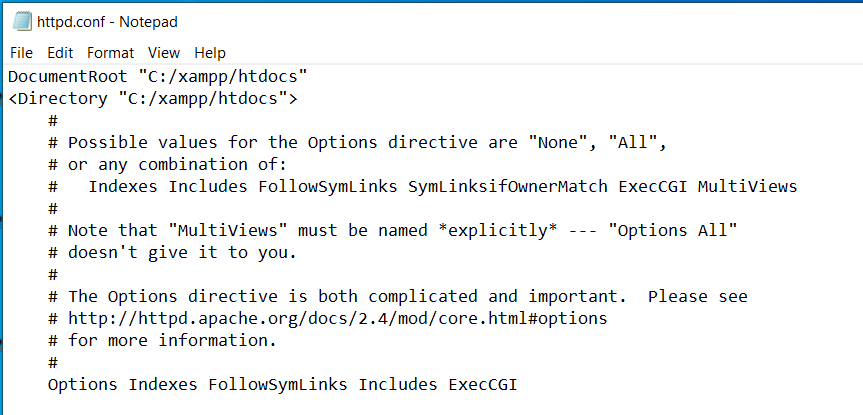 httpd.conf - Notepad
File Edit Format View Help
DocumentRoot "C:/xampp/htdocs"
<Directory "C:/xampp/htdocs">
    #
    # Possible values for the Options directive are "None", "All",
    # or any combination of:
    #   Indexes Includes FollowSymLinks SymLinksifOwnerMatch ExecCGI MultiViews
    #
    # Note that "MultiViews" must be named *explicitly* --- "Options All"
    # doesn't give it to you.
    #
    # The Options directive is both complicated and important.  Please see
    # http://httpd.apache.org/docs/2.4/mod/core.html#options
    # for more information.
    #
    Options Indexes FollowSymLinks Includes ExecCGI